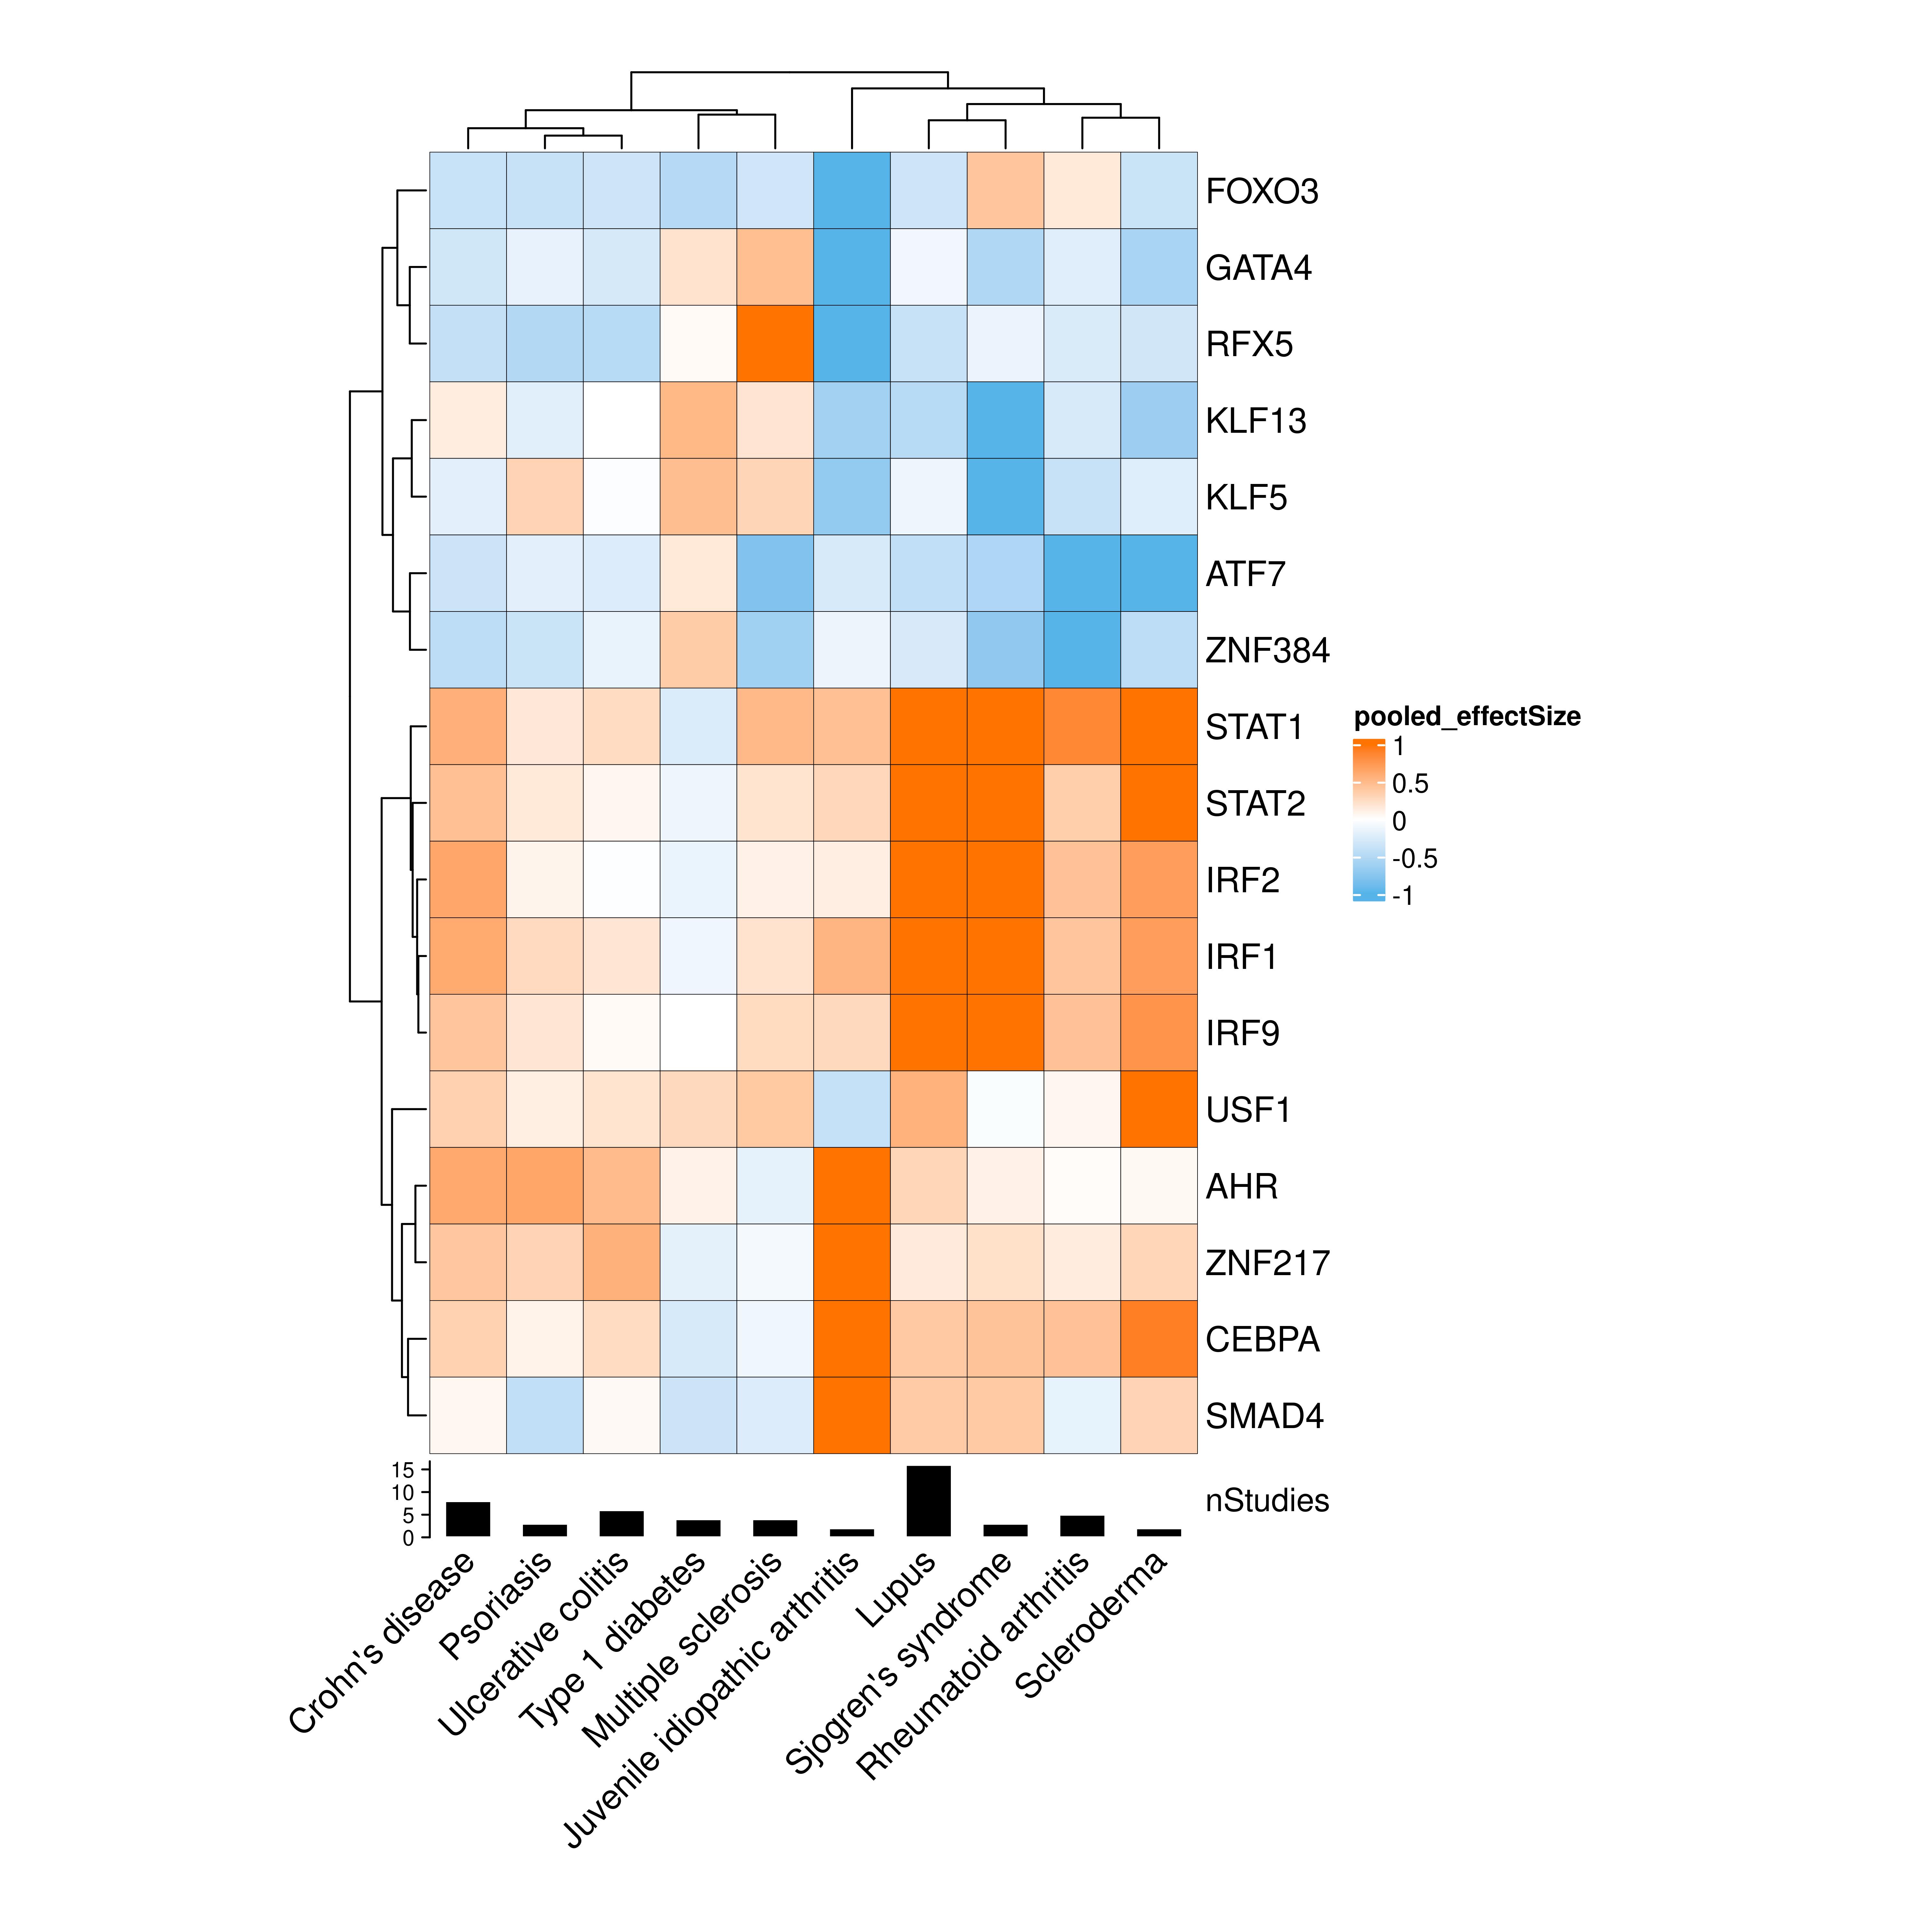 FOXO3
GATA4
RFX5
KLF13
KLF5
ATF7
ZNF384
STAT1
STAT2
IRF2
IRF1
IRF9
USF1
AHR
ZNF217
CEBPA
SMAD4
pooled_effectSize
1
0.5
0
-0.5
-1
15
10
5
0
nStudies
Crohn's disease
Psoriasis
Ulcerative colitis
Type 1 diabetes
Multiple sclerosis
Juvenile idiopathic arthritis
Lupus
Sjogren's syndrome
Rheumatoid arthritis
Scleroderma